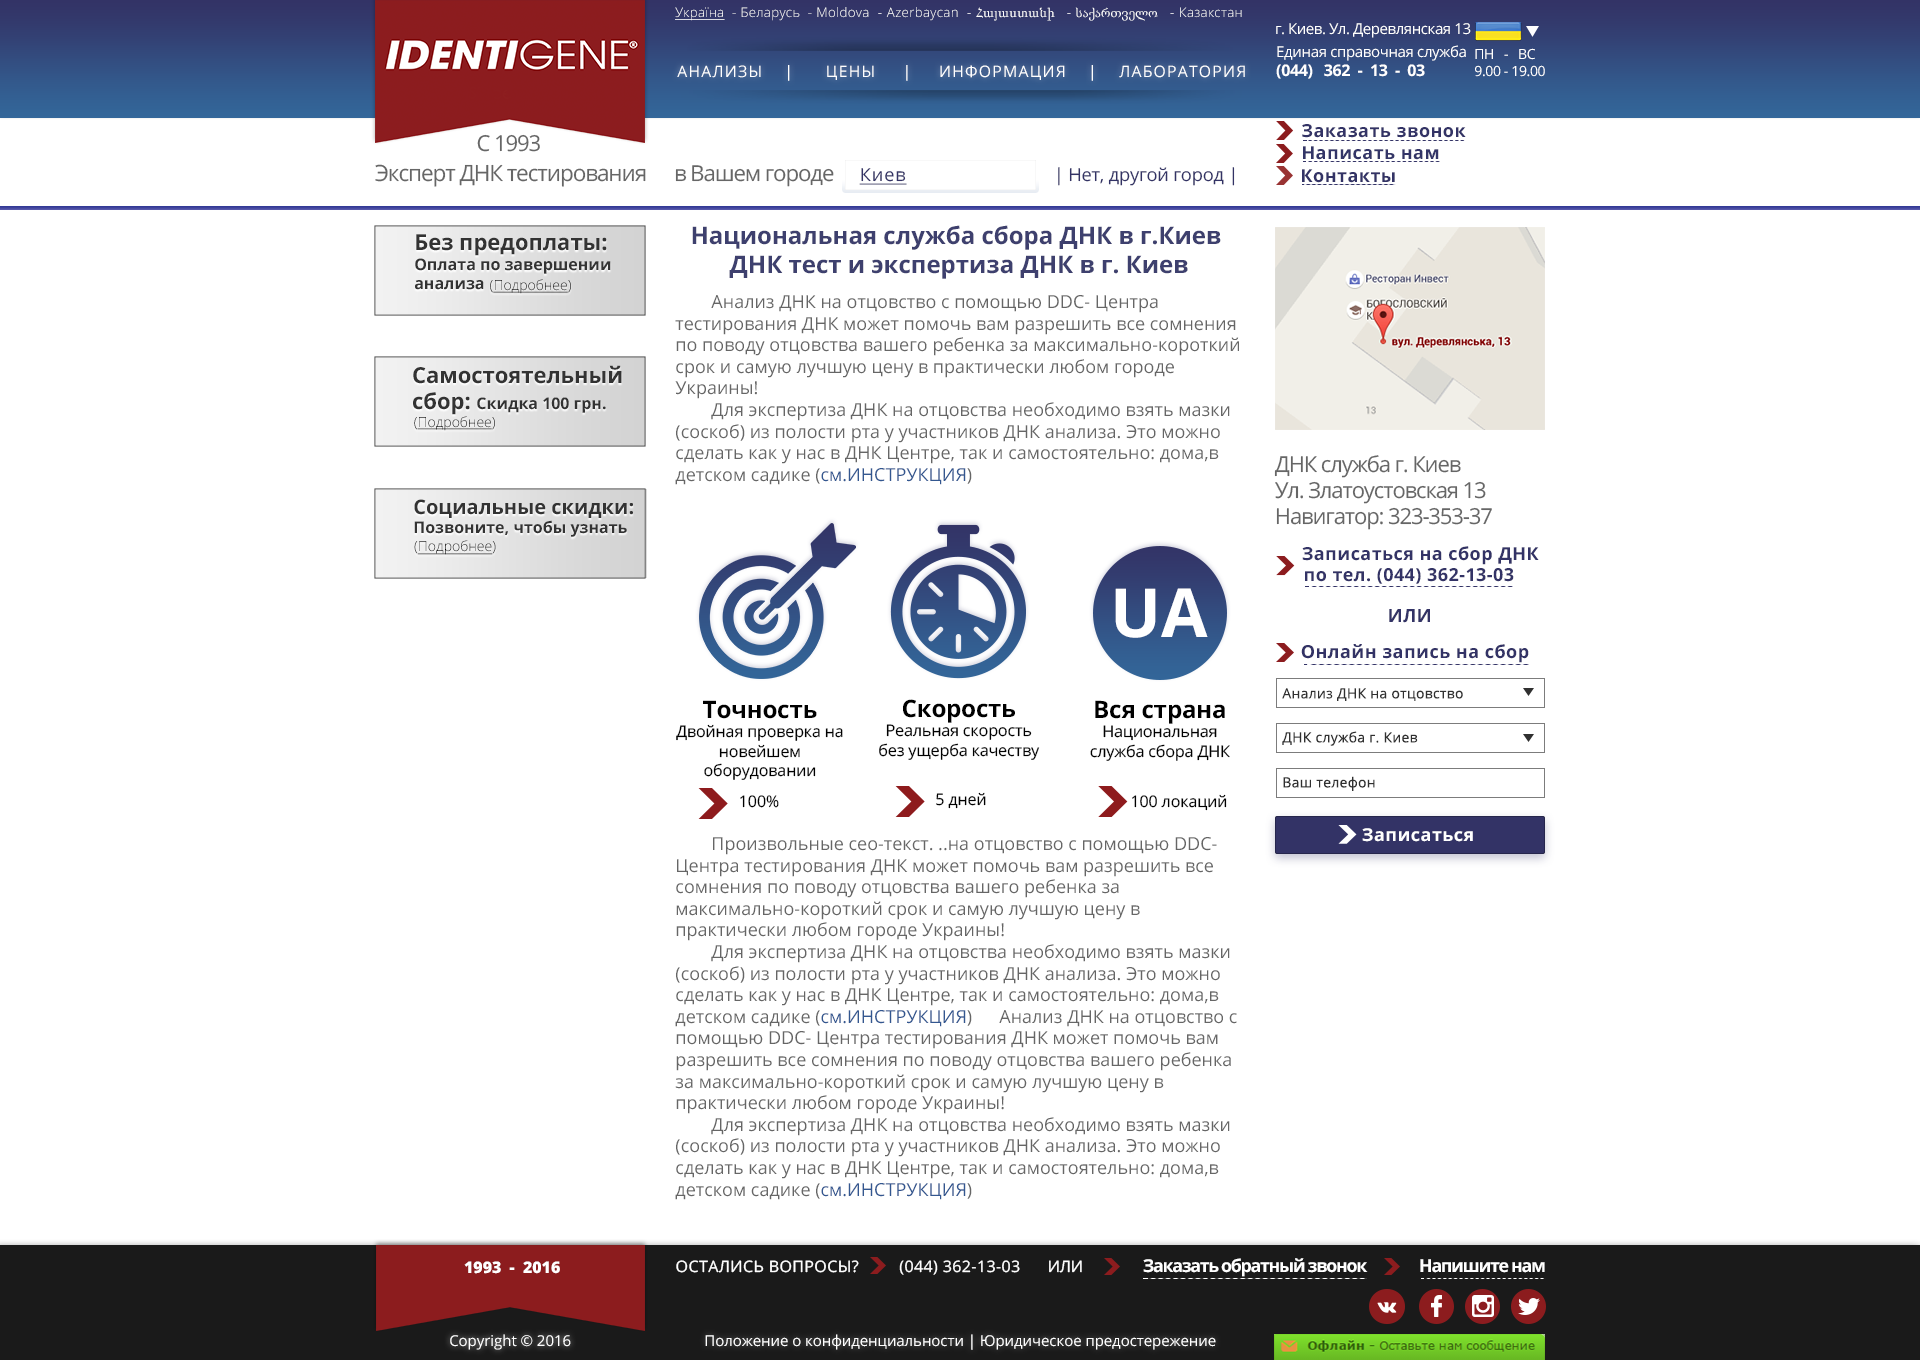 Україна - Беларусь - Moldova - Azerbaycan - Հայաստանի - საქართველო - Казахстан
IDENTIGENE®
АНАЛИЗЫ | ЦЕНЫ | ИНФОРМАЦИЯ | ЛАБОРАТОРИЯ
г. Киев. Ул. Деревлянская 13
Единая справочная служба ПН - ВС
(044) 362 - 13 - 03 9.00 - 19.00
С 1993
Эксперт ДНК тестирования
в Вашем городе Киев | Нет, другой город |
Заказать звонок
Написать нам
Контакты
Без предоплаты:
Оплата по завершении
анализа (Подробнее)
Самостоятельный
сбор: Скидка 100 грн.
(Подробнее)
Социальные скидки:
Позвоните, чтобы узнать
(Подробнее)
Национальная служба сбора ДНК в г.Киев
ДНК тест и экспертиза ДНК в г. Киев
Анализ ДНК на отцовство с помощью DDC- Центра
тестирования ДНК может помочь вам разрешить все сомнения
по поводу отцовства вашего ребенка за максимально-короткий
срок и самую лучшую цену в практически любом городе
Украины!
Для экспертиза ДНК на отцовства необходимо взять мазки
(соскоб) из полости рта у участников ДНК анализа. Это можно
сделать как у нас в ДНК Центре, так и самостоятельно: дома,в
детском садике (см.ИНСТРУКЦИЯ)
UA
Точность
Двойная проверка на
новейшем
оборудовании
100%
Скорость
Реальная скорость
без ущерба качеству
5 дней
Вся страна
Национальная
служба сбора ДНК
100 локаций
Произвольные сео-текст. ..на отцовство с помощью DDC-
Центра тестирования ДНК может помочь вам разрешить все
сомнения по поводу отцовства вашего ребенка за
максимально-короткий срок и самую лучшую цену в
практически любом городе Украины!
Для экспертиза ДНК на отцовства необходимо взять мазки
(соскоб) из полости рта у участников ДНК анализа. Это можно
сделать как у нас в ДНК Центре, так и самостоятельно: дома,в
детском садике (см.ИНСТРУКЦИЯ) Анализ ДНК на отцовство с
помощью DDC- Центра тестирования ДНК может помочь вам
разрешить все сомнения по поводу отцовства вашего ребенка
за максимально-короткий срок и самую лучшую цену в
практически любом городе Украины!
Для экспертиза ДНК на отцовства необходимо взять мазки
(соскоб) из полости рта у участников ДНК анализа. Это можно
сделать как у нас в ДНК Центре, так и самостоятельно: дома,в
детском садике (см.ИНСТРУКЦИЯ)
Ресторан Инвест
БОГОСЛОВСКИЙ
вул. Деревлянська, 13
13
ДНК служба г. Киев
Ул. Златоустовская 13
Навигатор: 323-353-37
Записаться на сбор ДНК
по тел. (044) 362-13-03
ИЛИ
Онлайн запись на сбор
Анализ ДНК на отцовство
ДНК служба г. Киев
Ваш телефон
Записаться
1993 - 2016
ОСТАЛИСЬ ВОПРОСЫ? (044) 362-13-03 ИЛИ Заказать обратный звонок Напишите нам
Copyright © 2016
Положение о конфиденциальности | Юридическое предостережение
Офлайн - Оставьте нам сообщение